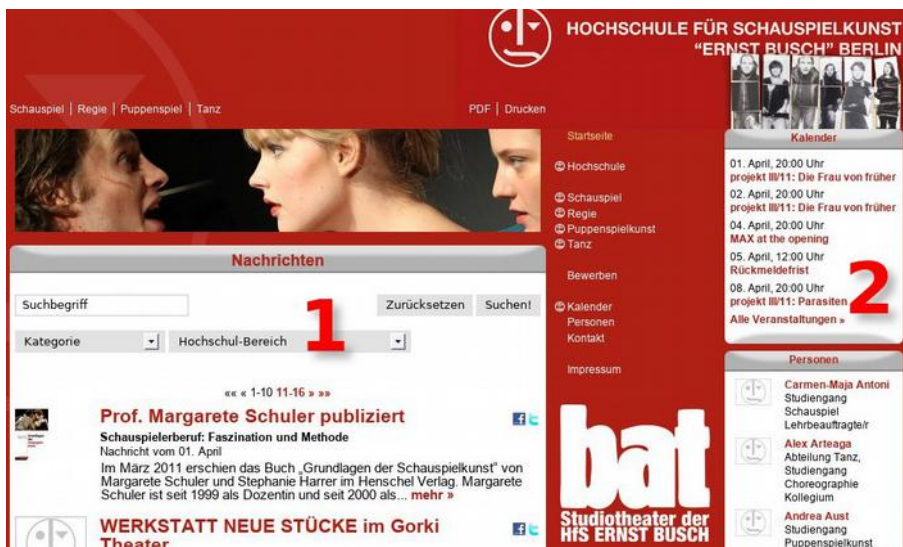 HOCHSCHULE FÜR SCHAUSPIELKUNST
"ERNST BUSCH" BERLIN
Schauspiel | Regie | Puppenspiel | Tanz
PDF | Drucken
Nachrichten
Suchbegriff
Zurücksetzen
Suchen!
Kategorie
Hochschul-Bereich
1
«« « 1-10 11-16 » »»
Prof. Margarete Schuler publiziert
Schauspielerberuf: Faszination und Methode
Nachricht vom 01. April
Im März 2011 erschien das Buch „Grundlagen der Schauspielkunst" von
Margarete Schuler und Stephanie Harrer im Henschel Verlag. Margarete
Schuler ist seit 1999 als Dozentin und seit 2000 als... mehr »
WERKSTATT NEUE STÜCKE im Gorki
Theater
Startseite
Hochschule
Schauspiel
Regie
Puppenspielkunst
Tanz
Bewerben
Kalender
Personen
Kontakt
Impressum
bat
Studiotheater der
HfS ERNST BUSCH
Kalender
01. April, 20:00 Uhr
projekt III/11: Die Frau von früher
02. April, 20:00 Uhr
projekt III/11: Die Frau von früher
04. April, 20:00 Uhr
MAX at the opening
05. April, 12:00 Uhr
Rückmeldefrist
08. April, 20:00 Uhr
projekt III/11: Parasiten
2
Alle Veranstaltungen »
Personen
Carmen-Maja Antoni
Studiengang
Schauspiel
Lehrbeauftragte/r
Alex Arteaga
Abteilung Tanz,
Studiengang
Choreographie
Kollegium
Andrea Aust
Studiengang
Puppenspielkunst